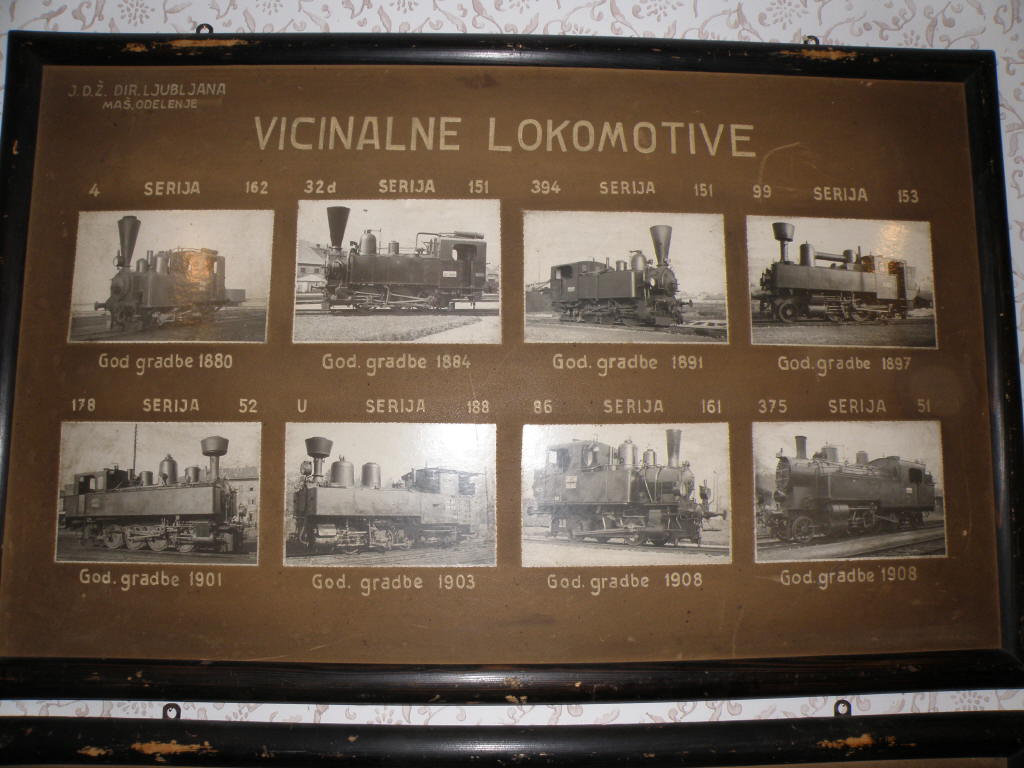 J.D.Ž. DIR. LJUBLJANA
MAŠ. ODELENJE
VICINALNE LOKOMOTIVE
4 SERIJA 162
32d SERIJA 151
394 SERIJA 151
99 SERIJA 153
God. gradbe 1880
God. gradbe 1884
God. gradbe 1891
God. gradbe 1897
178 SERIJA 52
U SERIJA 188
86 SERIJA 161
375 SERIJA 51
God. gradbe 1901
God. gradbe 1903
God. gradbe 1908
God. gradbe 1908